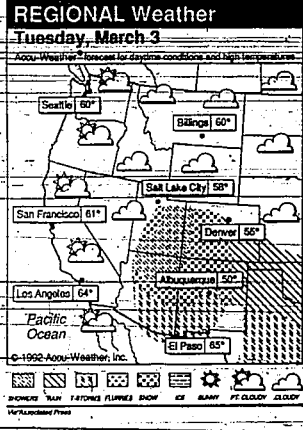 REGIONAL Weather
Tuesday, March 3
Accu-Weather forecast for daytime conditions and high temperatures
Seattle 60°
Billings 60°
Salt Lake City 58°
San Francisco 61°
Denver 55°
Albuquerque 50°
Los Angeles 64°
Pacific
Ocean
El Paso 65°
© 1992 Accu-Weather, Inc.
SHOWERS RAIN T-STORMS FLURRIES SNOW ICE SUNNY PT. CLOUDY CLOUDY
Via Associated Press